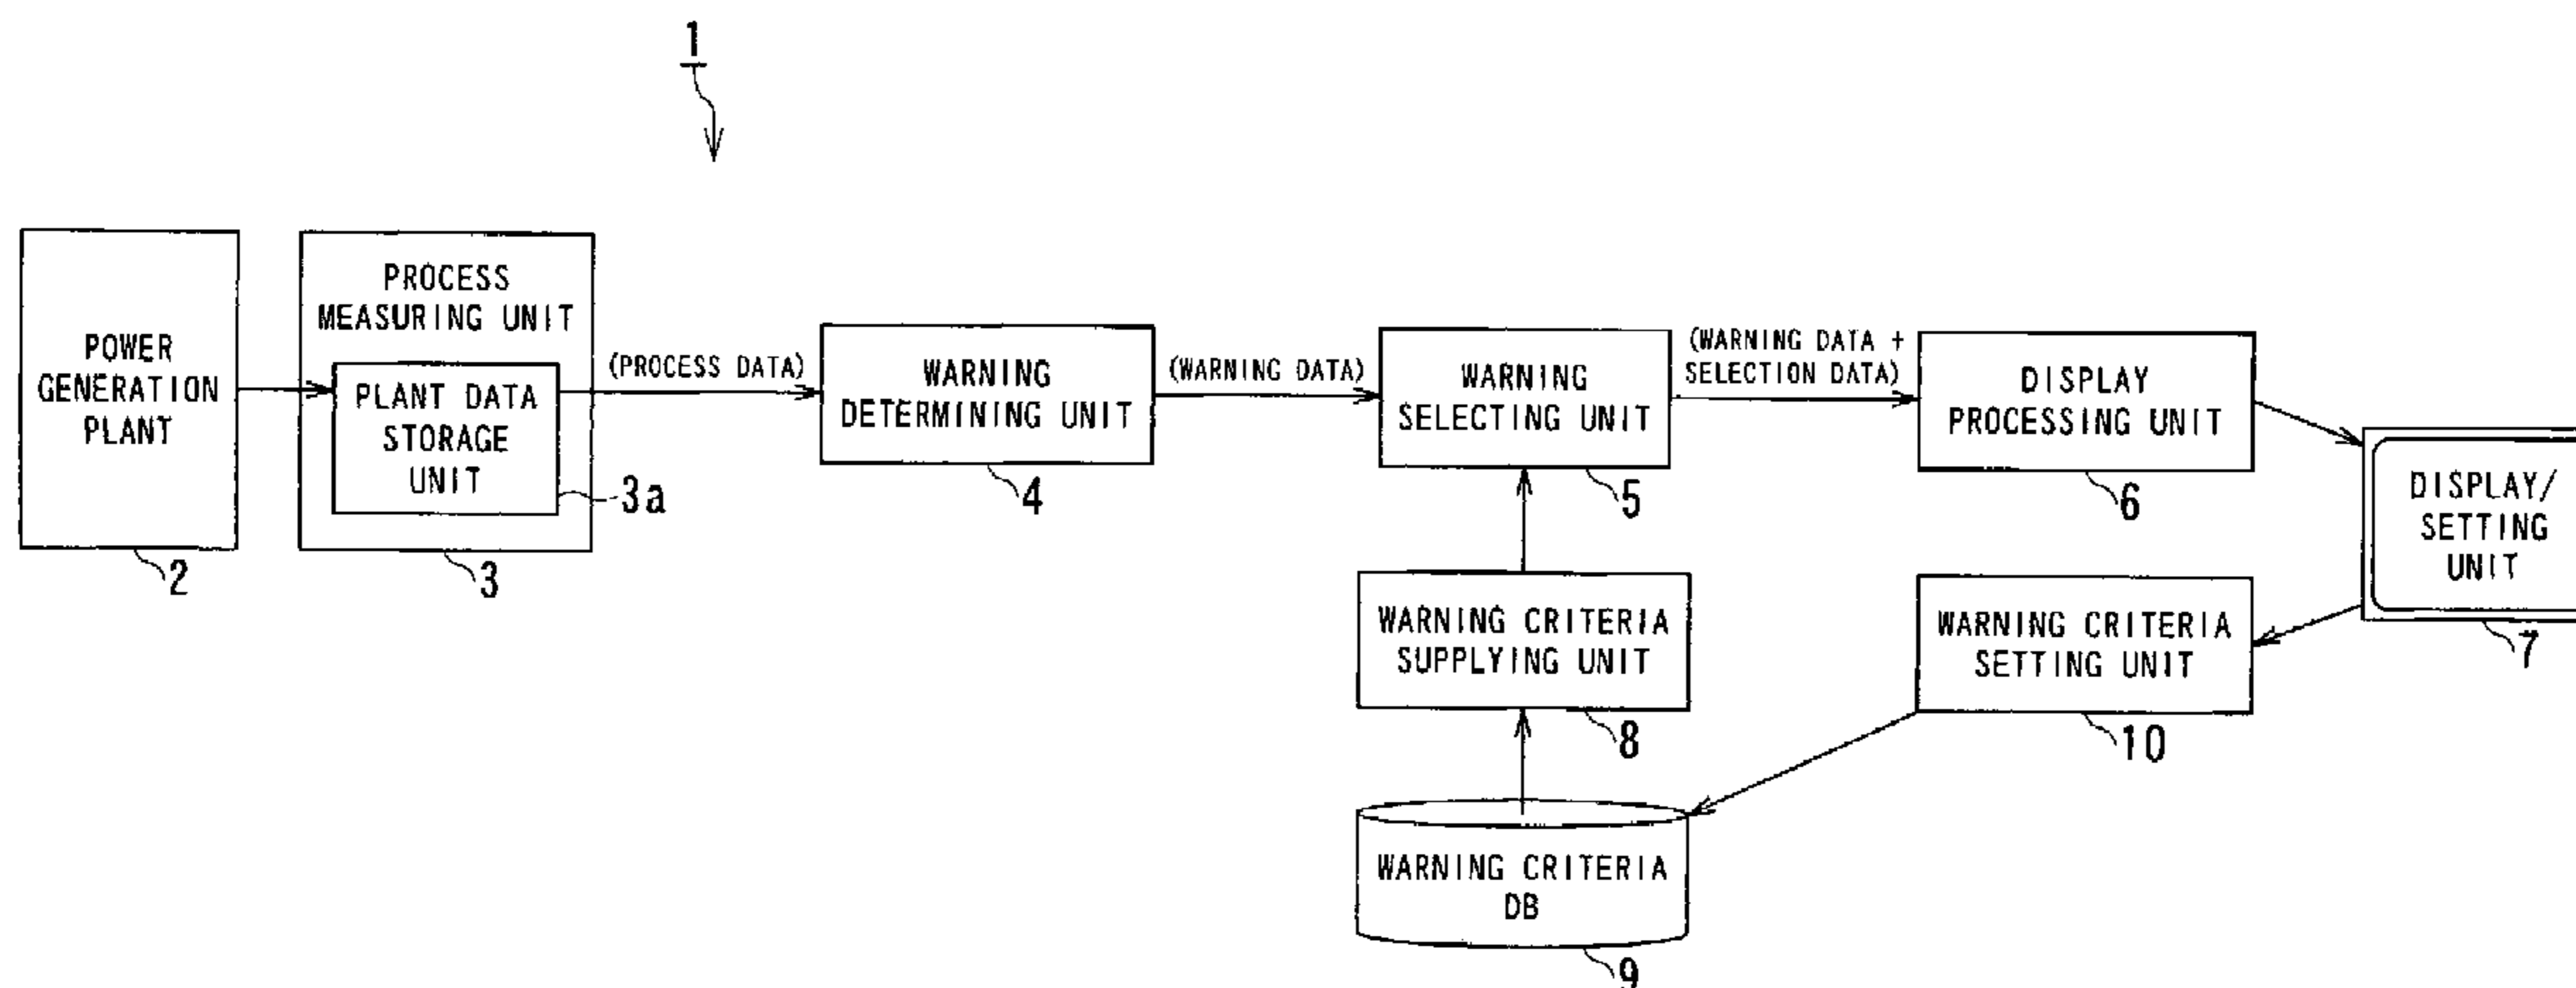 1
POWER
GENERATION
PLANT
2
PROCESS
MEASURING UNIT
PLANT DATA
STORAGE
UNIT
3a
3
(PROCESS DATA)
WARNING
DETERMINING UNIT
4
(WARNING DATA)
WARNING
SELECTING UNIT
5
(WARNING DATA +
SELECTION DATA)
DISPLAY
PROCESSING UNIT
6
DISPLAY/
SETTING
UNIT
7
WARNING CRITERIA
SUPPLYING UNIT
8
WARNING CRITERIA
SETTING UNIT
10
WARNING CRITERIA
DB
9